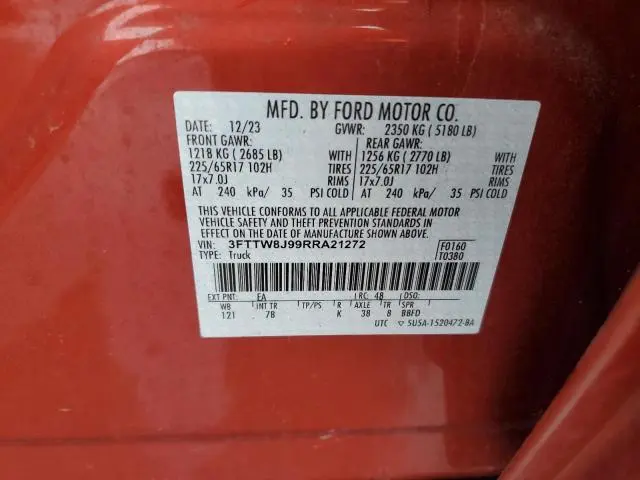 MFD. BY FORD MOTOR CO.
DATE: 12/23 GVWR: 2350 KG ( 5180 LB)
FRONT GAWR: REAR GAWR:
1218 KG ( 2685 LB) WITH 1256 KG ( 2770 LB) WITH
225/65R17 102H TIRES 225/65R17 102H TIRES
17x7.0J RIMS 17x7.0J RIMS
AT 240 kPa/ 35 PSI COLD AT 240 kPa/ 35 PSI COLD
THIS VEHICLE CONFORMS TO ALL APPLICABLE FEDERAL MOTOR
VEHICLE SAFETY AND THEFT PREVENTION STANDARDS IN EFFECT
ON THE DATE OF MANUFACTURE SHOWN ABOVE.
VIN: 3FTTW8J99RRA21272 F0160
TYPE: Truck T0380
EXT PNT: EA RC: 48 DSO:
WB INT TR TP/PS R AXLE TR SPR
121 7B K 38 8 BBFD
UTC ▽ 5U5A-1520472-BA